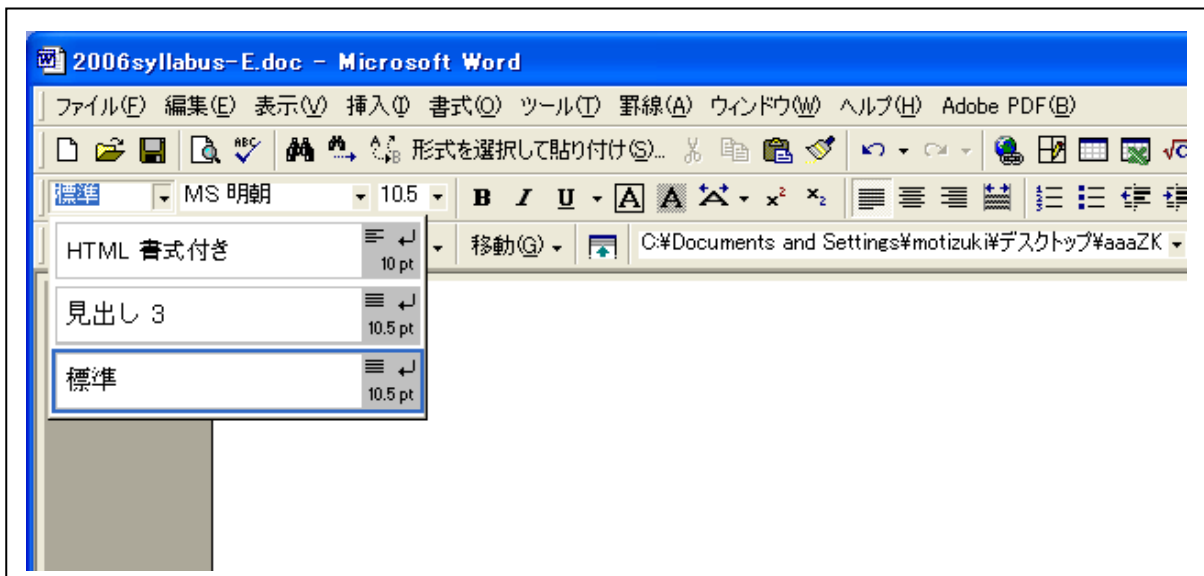 2006syllabus-E.doc - Microsoft Word
ファイル(F) 編集(E) 表示(V) 挿入(I) 書式(O) ツール(T) 罫線(A) ウィンドウ(W) ヘルプ(H) Adobe PDF(B)
形式を選択して貼り付け(S)...
標準 MS 明朝 10.5 B I U A A x² x₂
移動(G) C:¥Documents and Settings¥motizuki¥デスクトップ¥aaaZK
HTML 書式付き 10 pt
見出し 3 10.5 pt
標準 10.5 pt